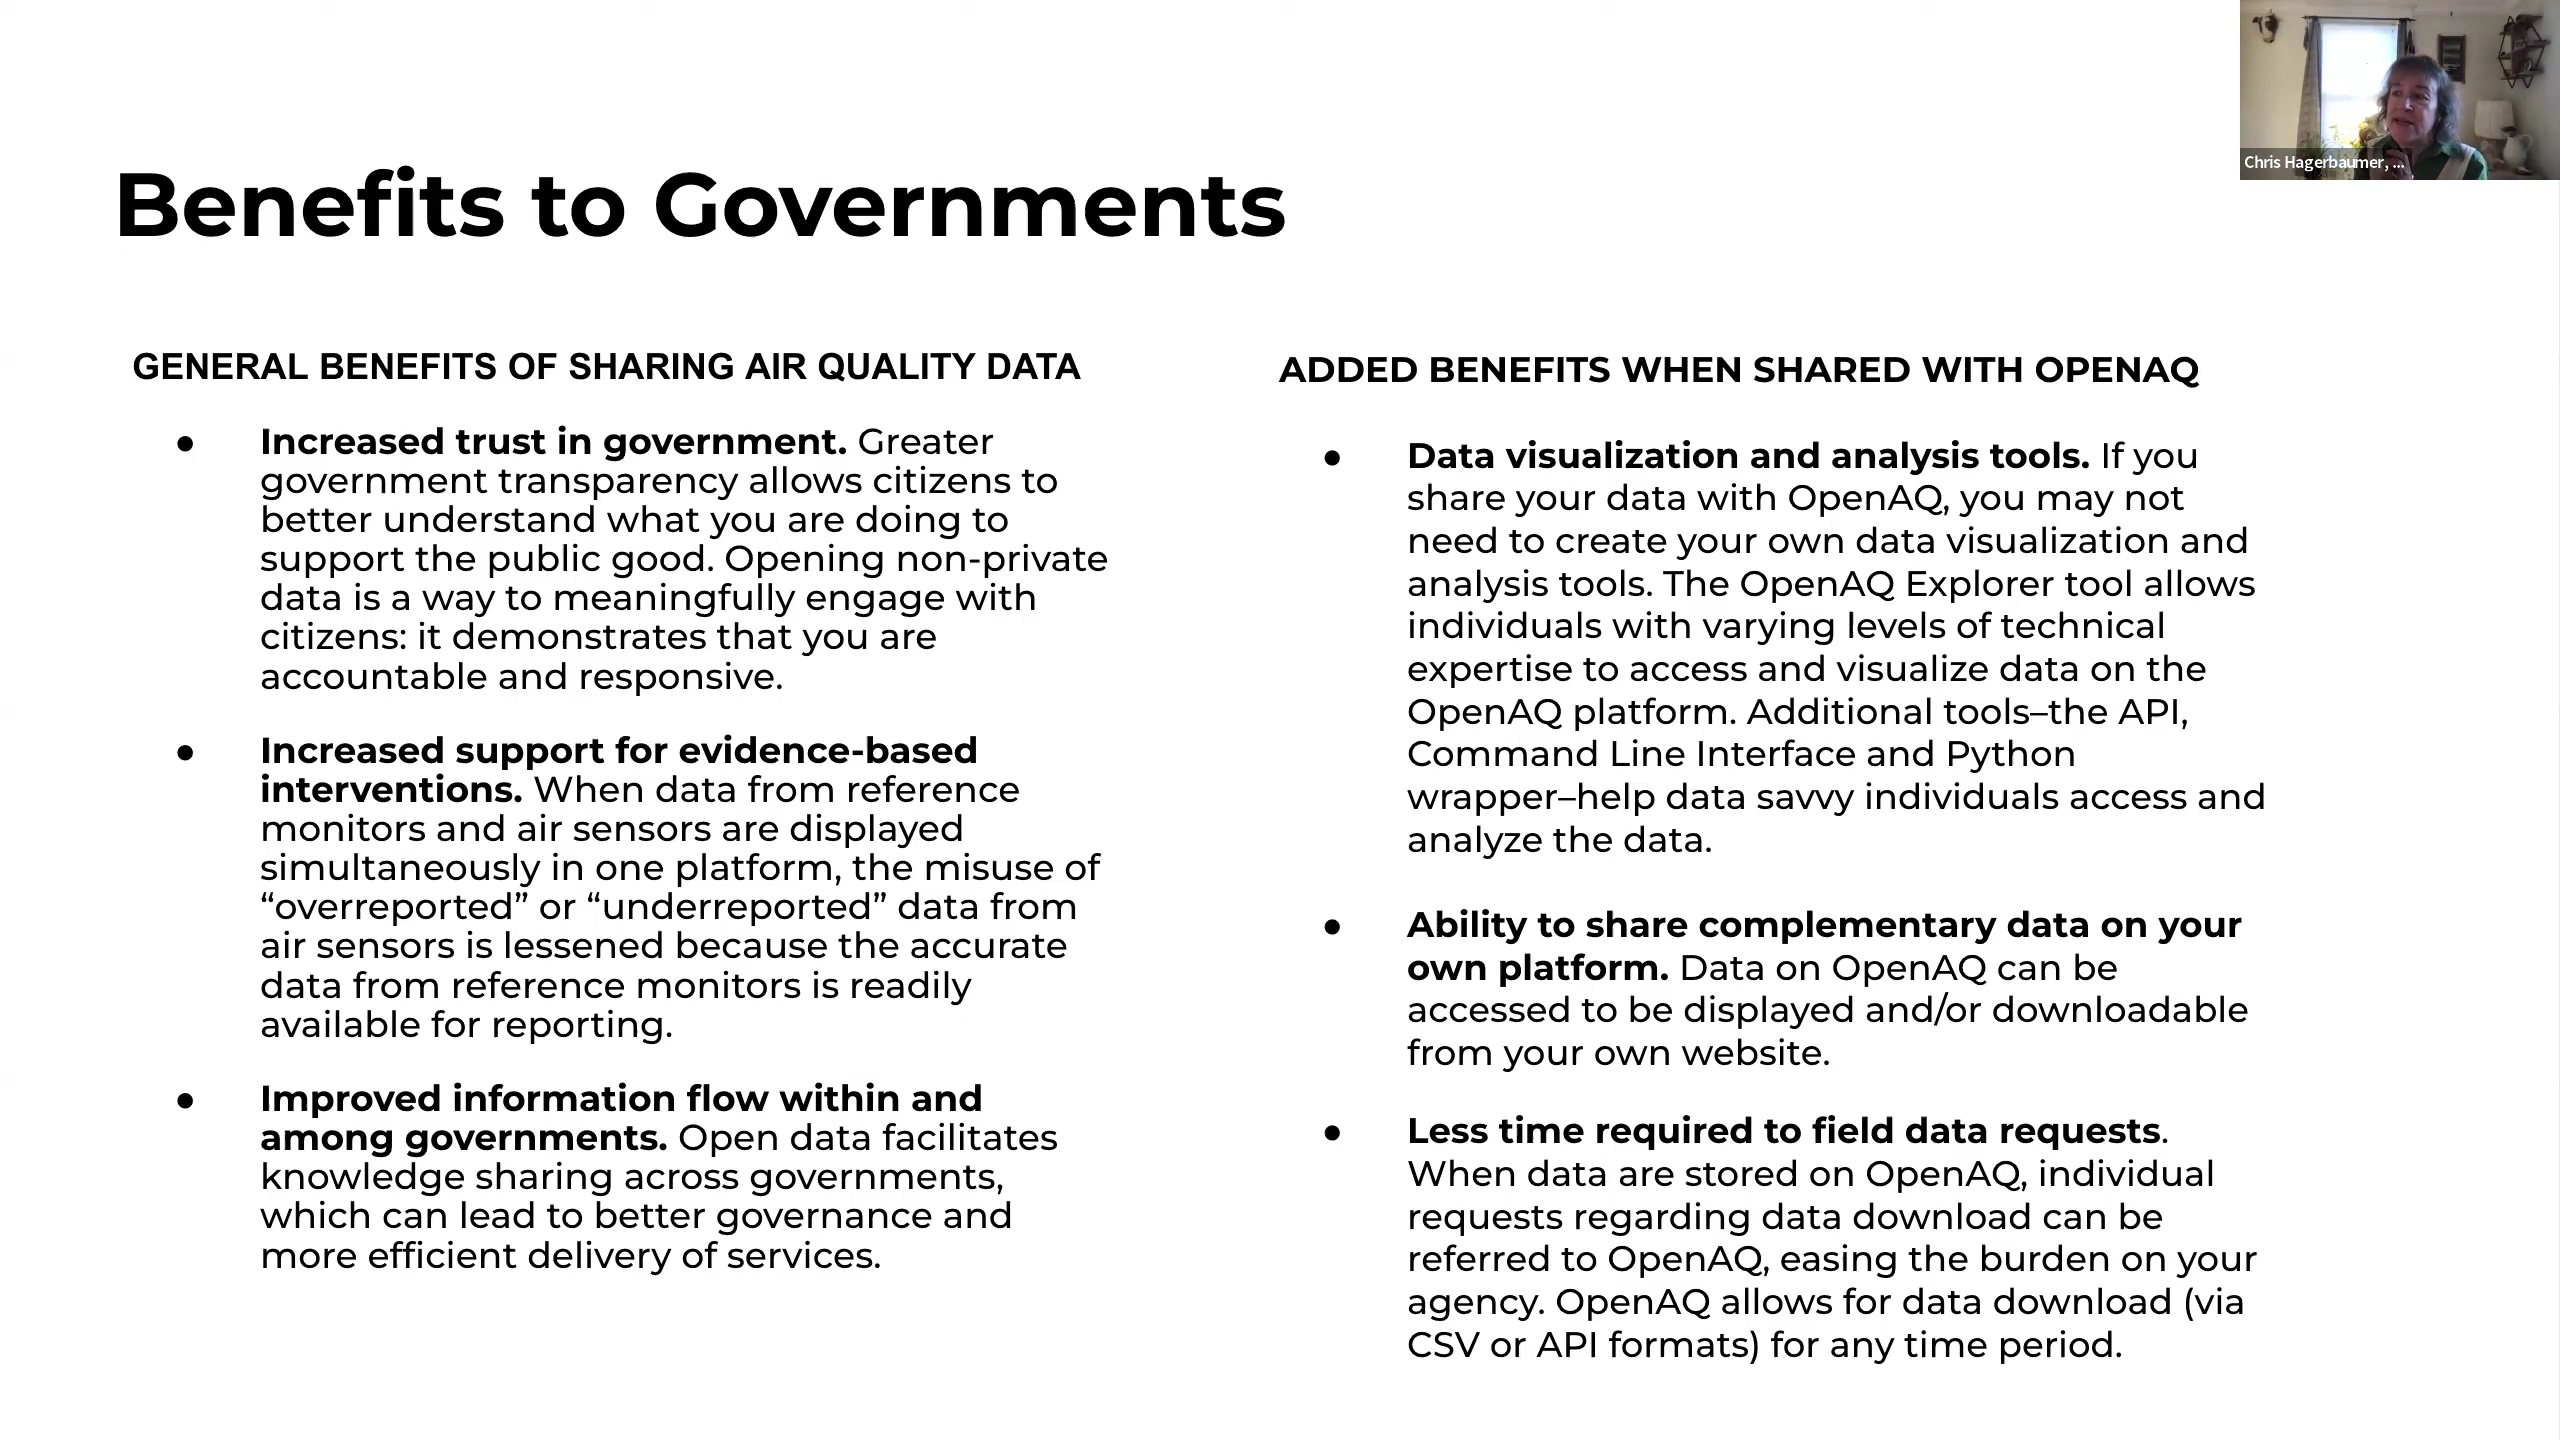 Chris Hagerbaumer, ...
Benefits to Governments
GENERAL BENEFITS OF SHARING AIR QUALITY DATA
● Increased trust in government. Greater
government transparency allows citizens to
better understand what you are doing to
support the public good. Opening non-private
data is a way to meaningfully engage with
citizens: it demonstrates that you are
accountable and responsive.
● Increased support for evidence-based
interventions. When data from reference
monitors and air sensors are displayed
simultaneously in one platform, the misuse of
“overreported” or “underreported” data from
air sensors is lessened because the accurate
data from reference monitors is readily
available for reporting.
● Improved information flow within and
among governments. Open data facilitates
knowledge sharing across governments,
which can lead to better governance and
more efficient delivery of services.
ADDED BENEFITS WHEN SHARED WITH OPENAQ
● Data visualization and analysis tools. If you
share your data with OpenAQ, you may not
need to create your own data visualization and
analysis tools. The OpenAQ Explorer tool allows
individuals with varying levels of technical
expertise to access and visualize data on the
OpenAQ platform. Additional tools–the API,
Command Line Interface and Python
wrapper–help data savvy individuals access and
analyze the data.
● Ability to share complementary data on your
own platform. Data on OpenAQ can be
accessed to be displayed and/or downloadable
from your own website.
● Less time required to field data requests.
When data are stored on OpenAQ, individual
requests regarding data download can be
referred to OpenAQ, easing the burden on your
agency. OpenAQ allows for data download (via
CSV or API formats) for any time period.